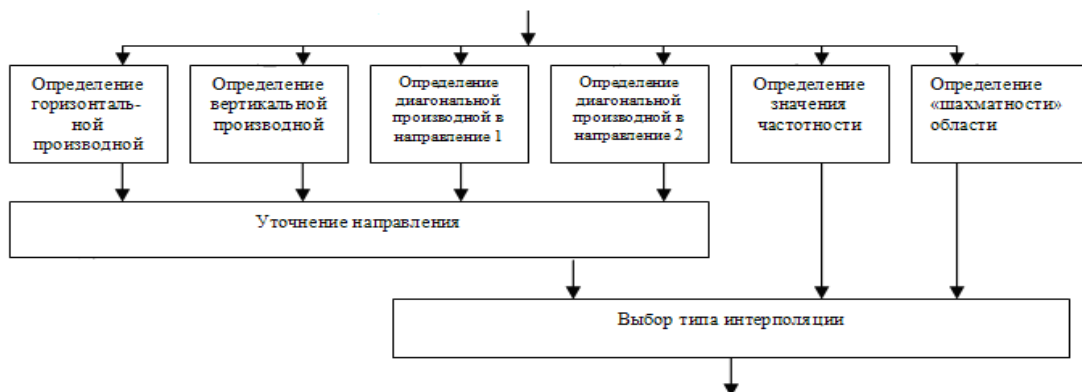 Определение
горизонталь-
ной
производной
Определение
вертикальной
производной
Определение
диагональной
производной в
направление 1
Определение
диагональной
производной в
направление 2
Определение
значения
частотности
Определение
«шахматности»
области
Уточнение направления
Выбор типа интерполяции